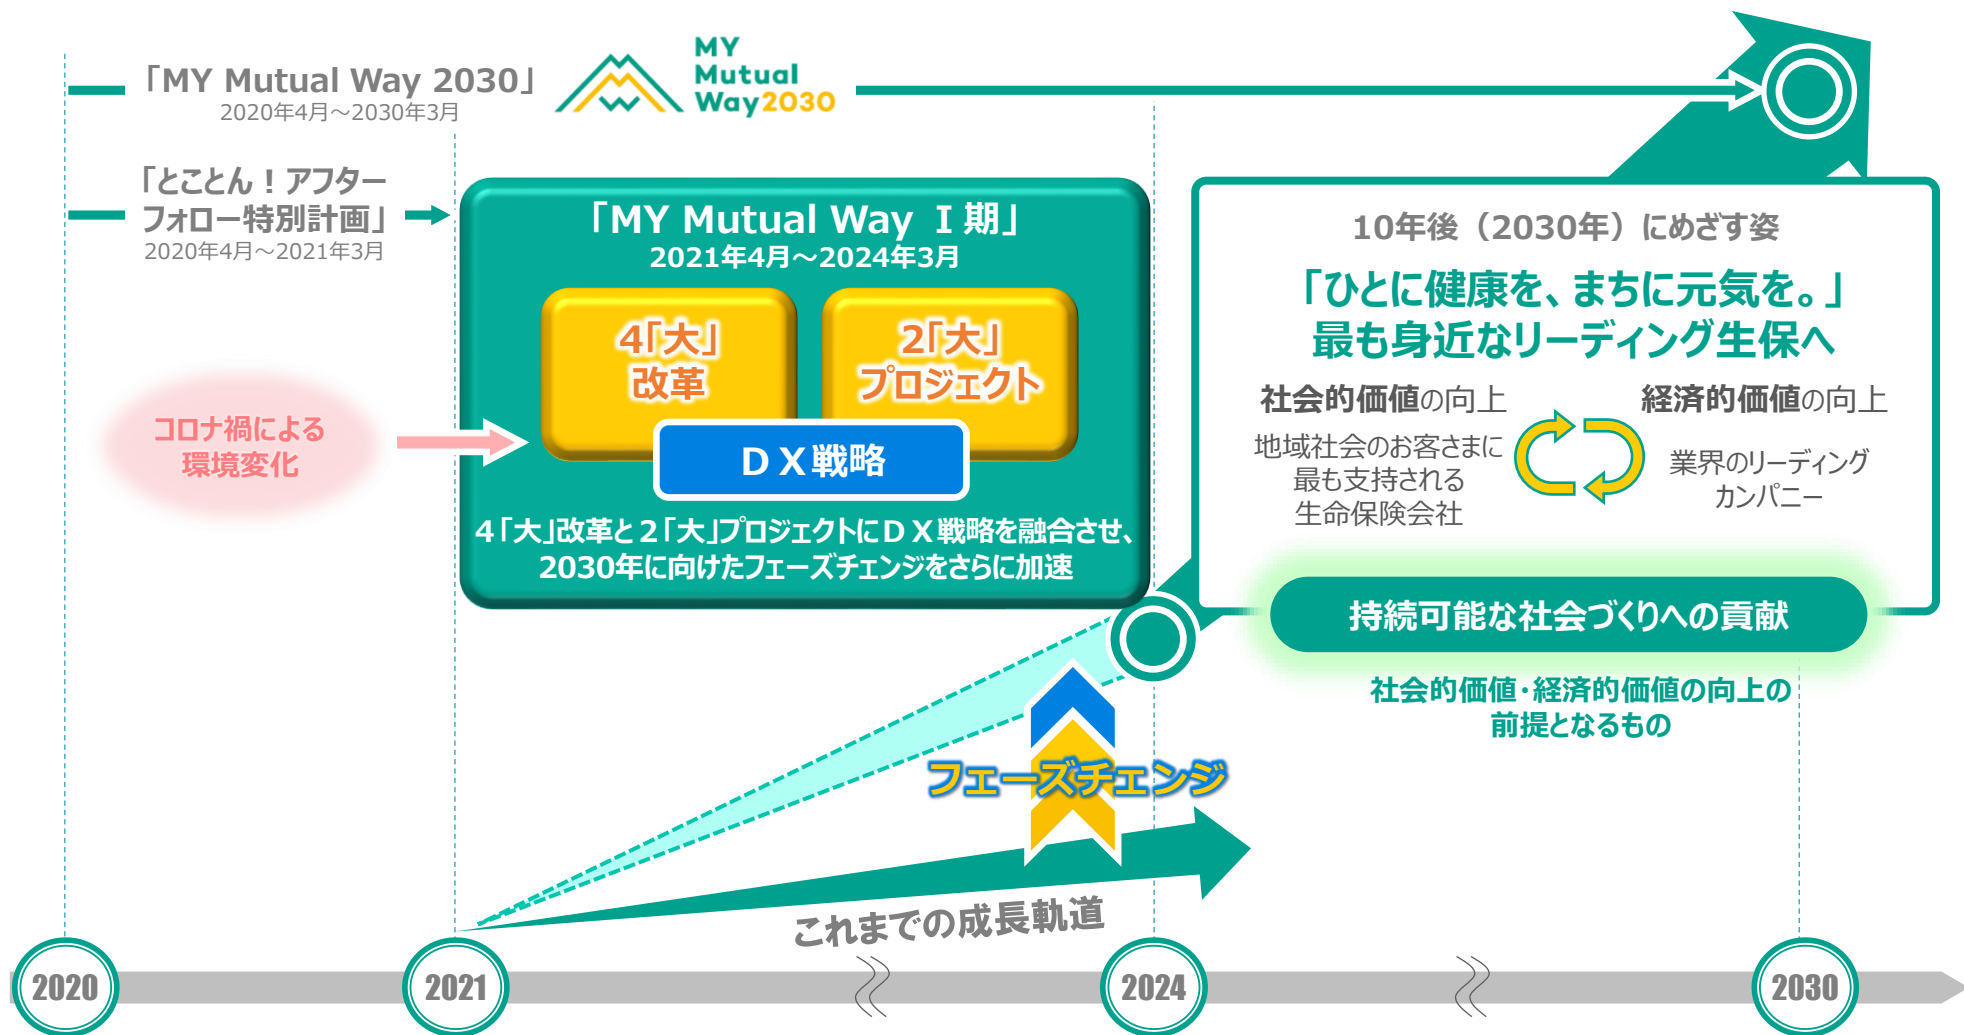 「MY Mutual Way 2030」
2020年4月～2030年3月
MY
Mutual
Way2030
「とことん！アフター
フォロー特別計画」
2020年4月～2021年3月
「MY Mutual Way Ⅰ期」
2021年4月～2024年3月
4「大」
改革
2「大」
プロジェクト
ＤＸ戦略
4「大」改革と2「大」プロジェクトにＤＸ戦略を融合させ、
2030年に向けたフェーズチェンジをさらに加速
コロナ禍による
環境変化
10年後（2030年）にめざす姿
「ひとに健康を、まちに元気を。」
最も身近なリーディング生保へ
社会的価値の向上
地域社会のお客さまに
最も支持される
生命保険会社
経済的価値の向上
業界のリーディング
カンパニー
持続可能な社会づくりへの貢献
社会的価値・経済的価値の向上の
前提となるもの
フェーズチェンジ
これまでの成長軌道
2020
2021
2024
2030